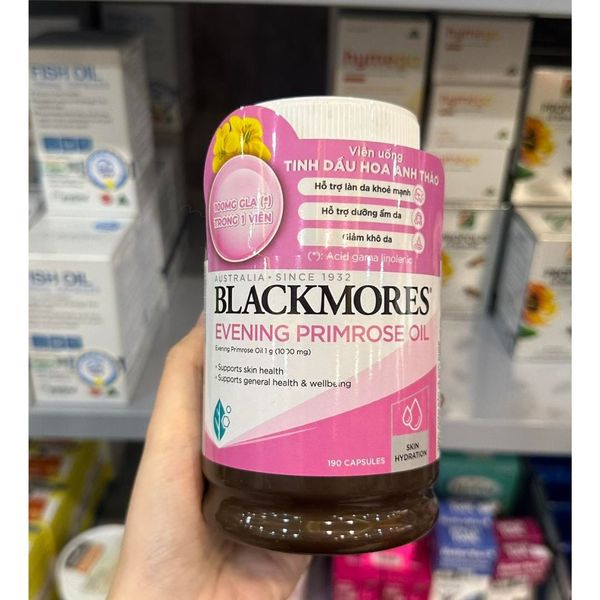 FISH OIL
hymega
Viên uống
TINH DẦU HOA ANH THẢO
100MG GLA (*)
TRONG 1 VIÊN
Hỗ trợ làn da khoẻ mạnh
Hỗ trợ dưỡng ẩm da
Giảm khô da
(*): Acid gama linolenic
AUSTRALIA • SINCE 1932
BLACKMORES®
EVENING PRIMROSE OIL
Evening Primrose Oil 1 g (1000 mg)
• Supports skin health
• Supports general health & wellbeing
SKIN
HYDRATION
190 CAPSULES
FISH OIL